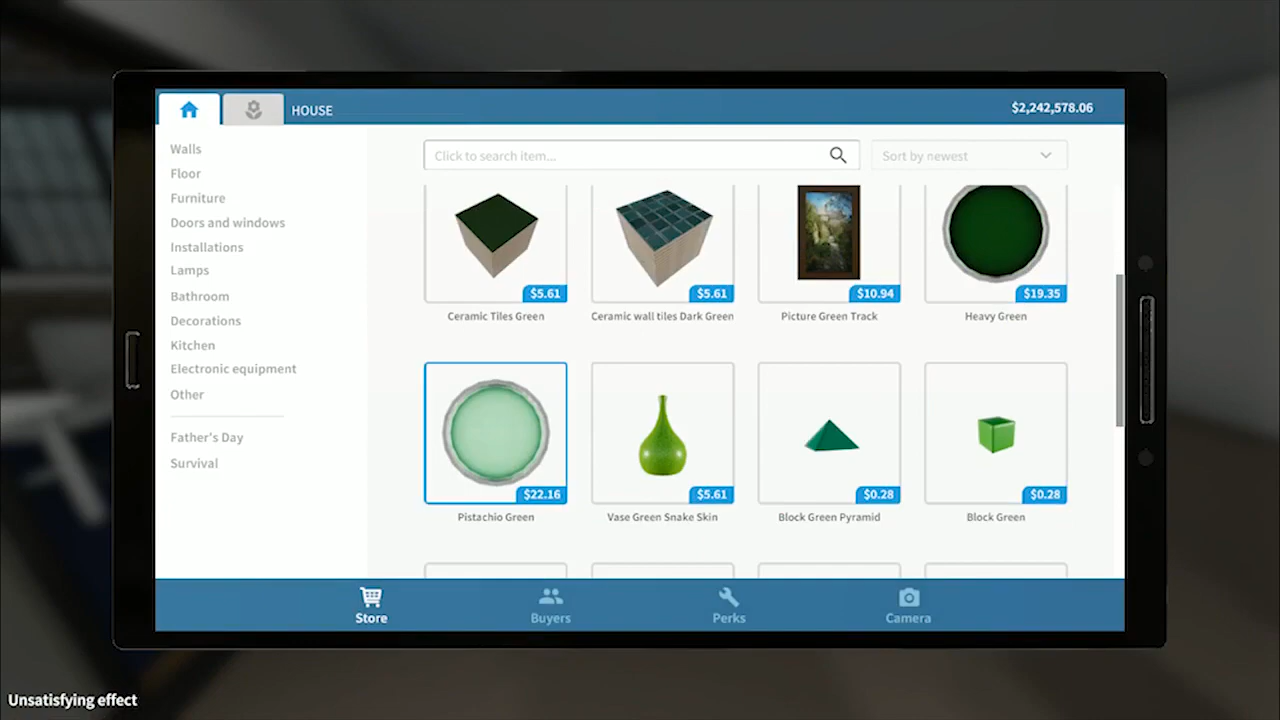 HOUSE
$2,242,578.06
Walls
Floor
Furniture
Doors and windows
Installations
Lamps
Bathroom
Decorations
Kitchen
Electronic equipment
Other
Father's Day
Survival
Click to search item...
Sort by newest
$5.61
$5.61
$10.94
$19.35
Ceramic Tiles Green
Ceramic wall tiles Dark Green
Picture Green Track
Heavy Green
$22.16
$5.61
$0.28
$0.28
Pistachio Green
Vase Green Snake Skin
Block Green Pyramid
Block Green
Store
Buyers
Perks
Camera
Unsatisfying effect